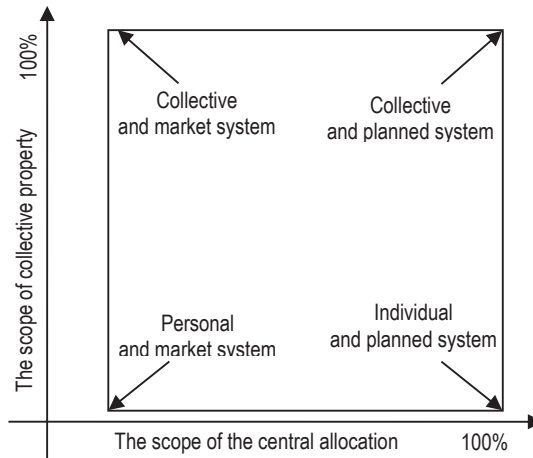 100%
The scope of collective property
Collective
and market system
Collective
and planned system
Personal
and market system
Individual
and planned system
The scope of the central allocation
100%